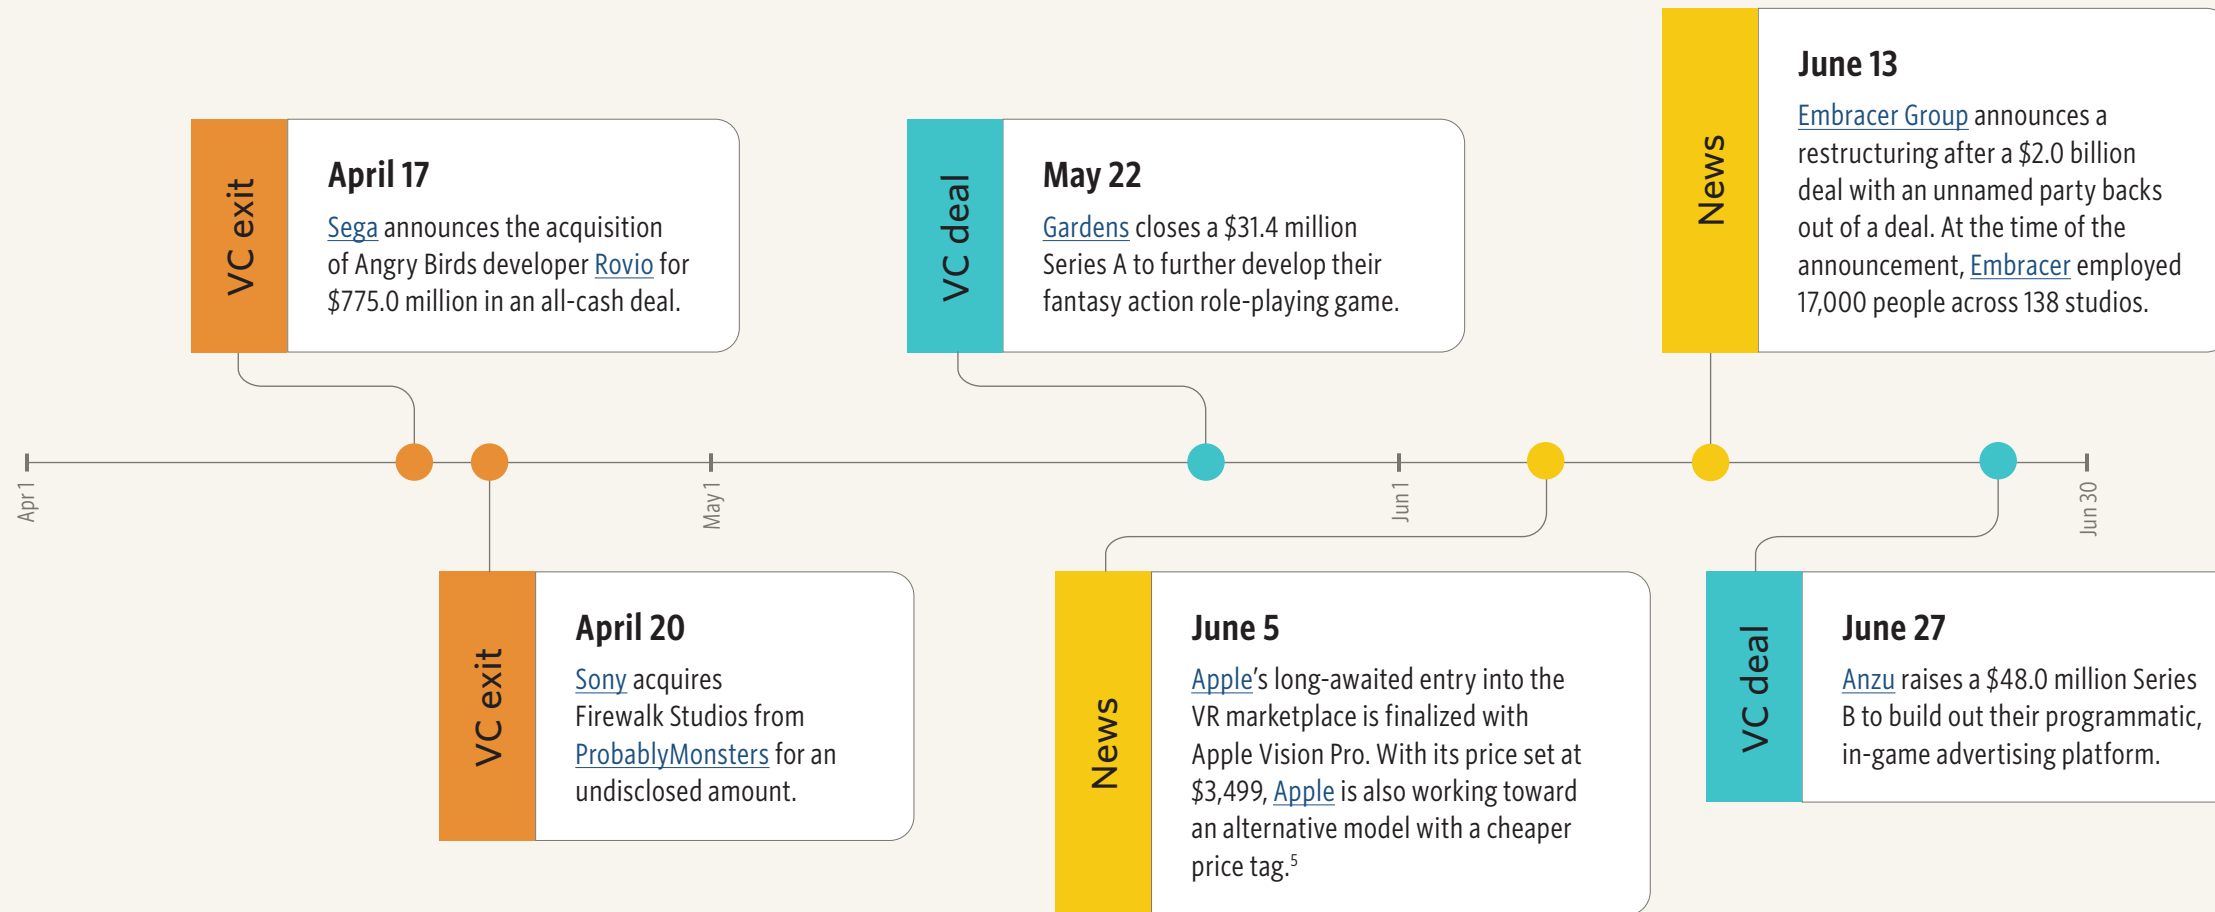 VC exit
April 17
Sega announces the acquisition
of Angry Birds developer Rovio for
$775.0 million in an all-cash deal.
VC deal
May 22
Gardens closes a $31.4 million
Series A to further develop their
fantasy action role-playing game.
News
June 13
Embracer Group announces a
restructuring after a $2.0 billion
deal with an unnamed party backs
out of a deal. At the time of the
announcement, Embracer employed
17,000 people across 138 studios.
Apr 1
May 1
Jun 1
Jun 30
VC exit
April 20
Sony acquires
Firewalk Studios from
ProbablyMonsters for an
undisclosed amount.
News
June 5
Apple’s long-awaited entry into the
VR marketplace is finalized with
Apple Vision Pro. With its price set at
$3,499, Apple is also working toward
an alternative model with a cheaper
price tag.5
VC deal
June 27
Anzu raises a $48.0 million Series
B to build out their programmatic,
in-game advertising platform.